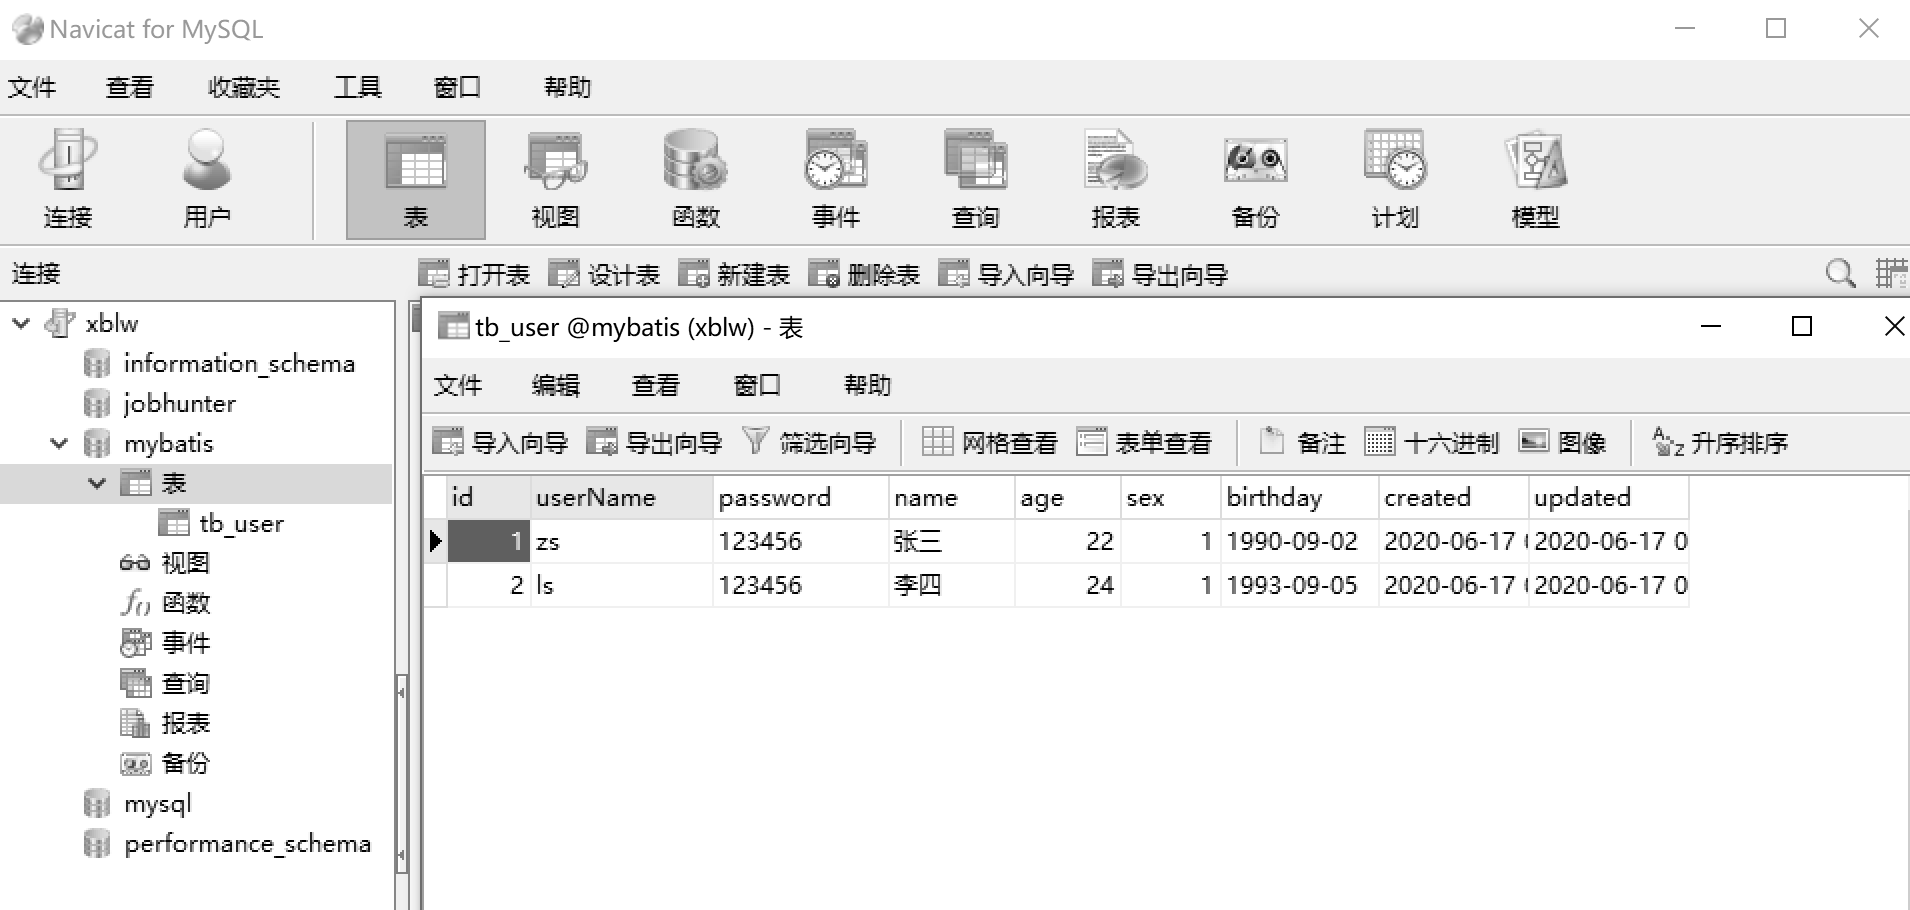 Navicat for MySQL
文件 查看 收藏夹 工具 窗口 帮助
连接 用户 表 视图 函数 事件 查询 报表 备份 计划 模型
连接
打开表 设计表 新建表 删除表 导入向导 导出向导
xblw
information_schema
jobhunter
mybatis
表
tb_user
视图
函数
事件
查询
报表
备份
mysql
performance_schema
tb_user @mybatis (xblw) - 表
文件 编辑 查看 窗口 帮助
导入向导 导出向导 筛选向导 网格查看 表单查看 备注 十六进制 图像 升序排序
id userName password name age sex birthday created updated
1 zs 123456 张三 22 1 1990-09-02 2020-06-17 2020-06-17 0
2 ls 123456 李四 24 1 1993-09-05 2020-06-17 2020-06-17 0